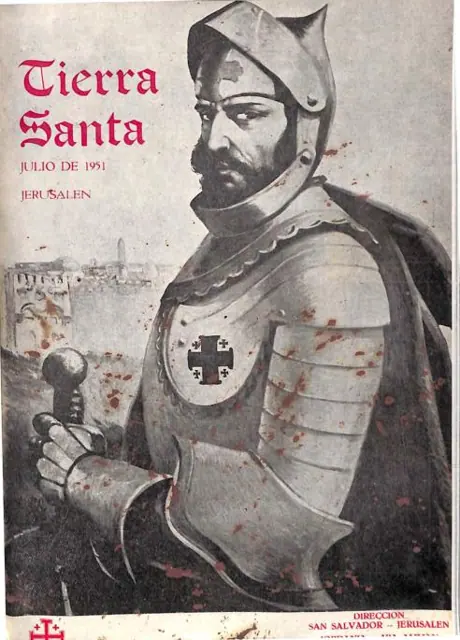 Tierra
Santa
JULIO DE 1951
JERUSALEN
DIRECCION
SAN SALVADOR – JERUSALEN